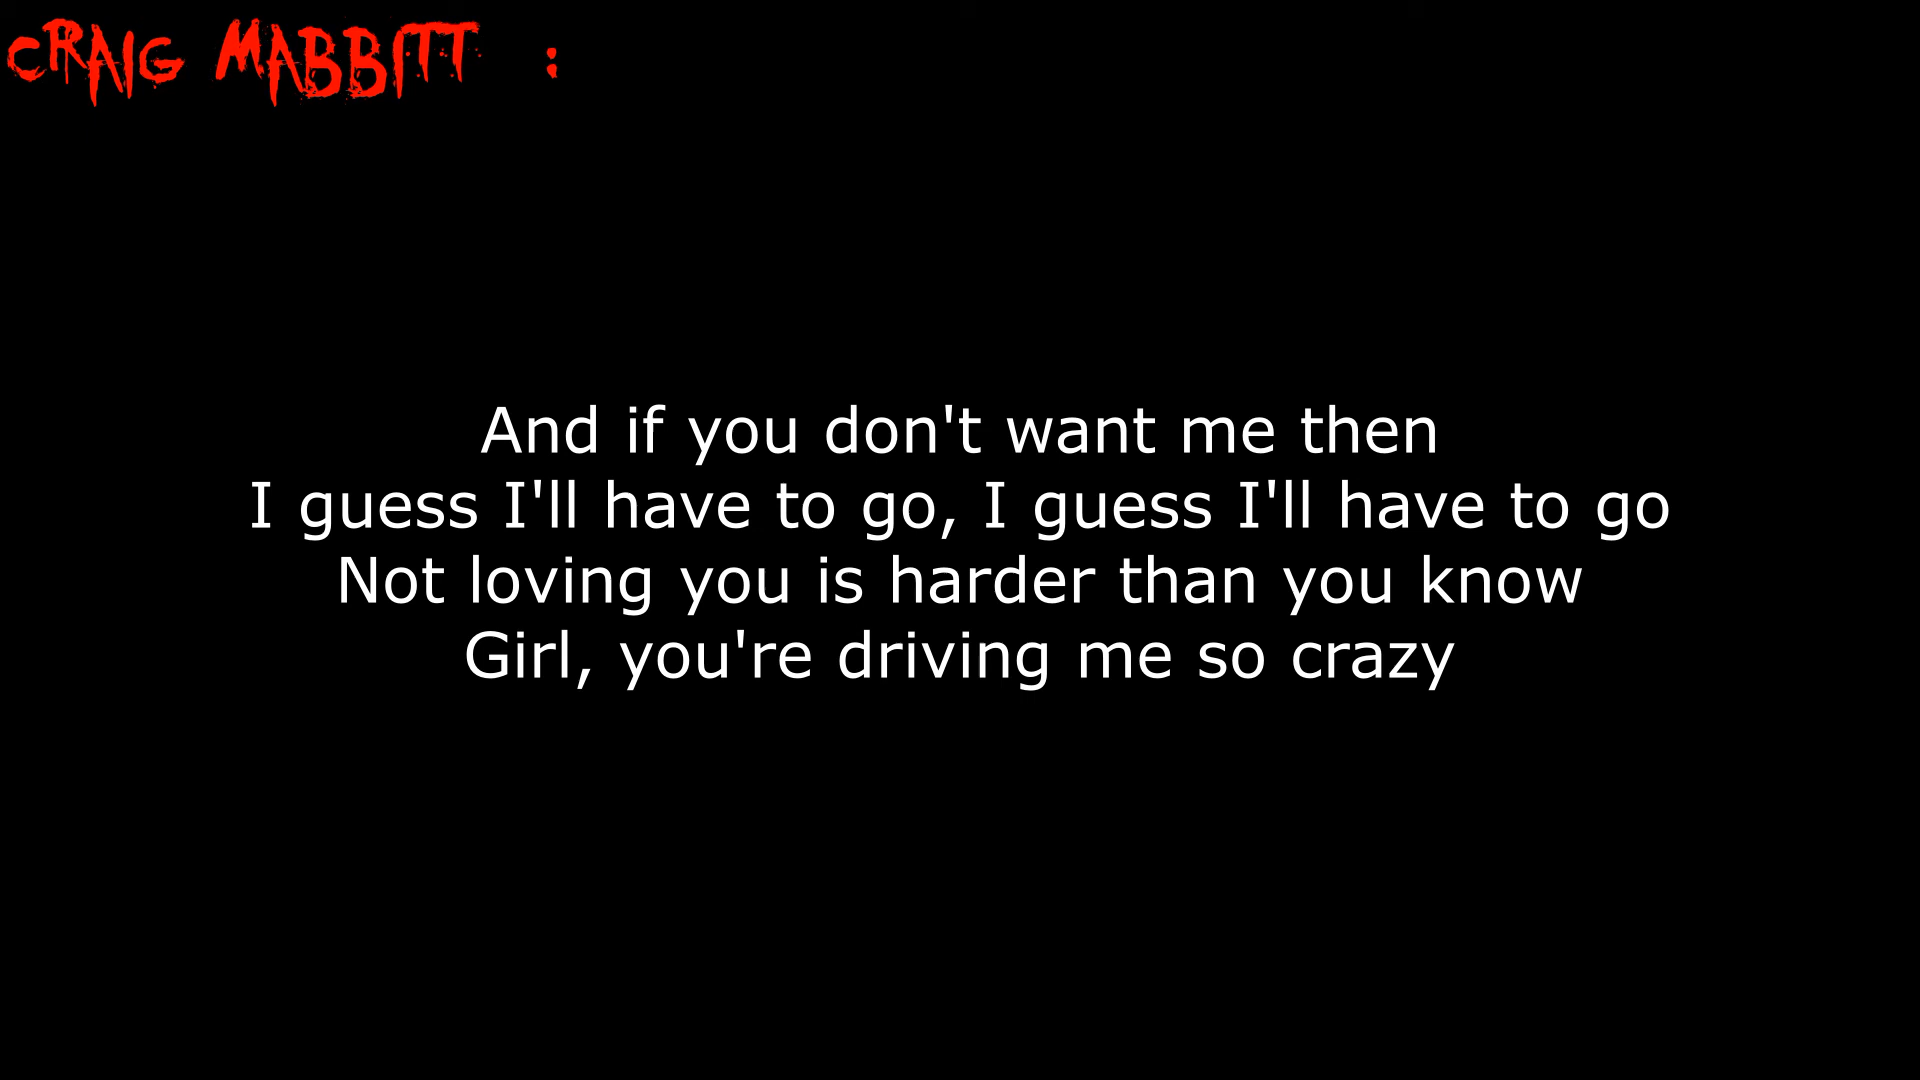 CRAIG MABBITT :
And if you don't want me then
I guess I'll have to go, I guess I'll have to go
Not loving you is harder than you know
Girl, you're driving me so crazy